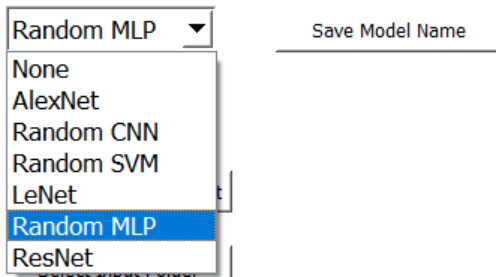 Random MLP
Save Model Name
None
AlexNet
Random CNN
Random SVM
LeNet
Random MLP
ResNet